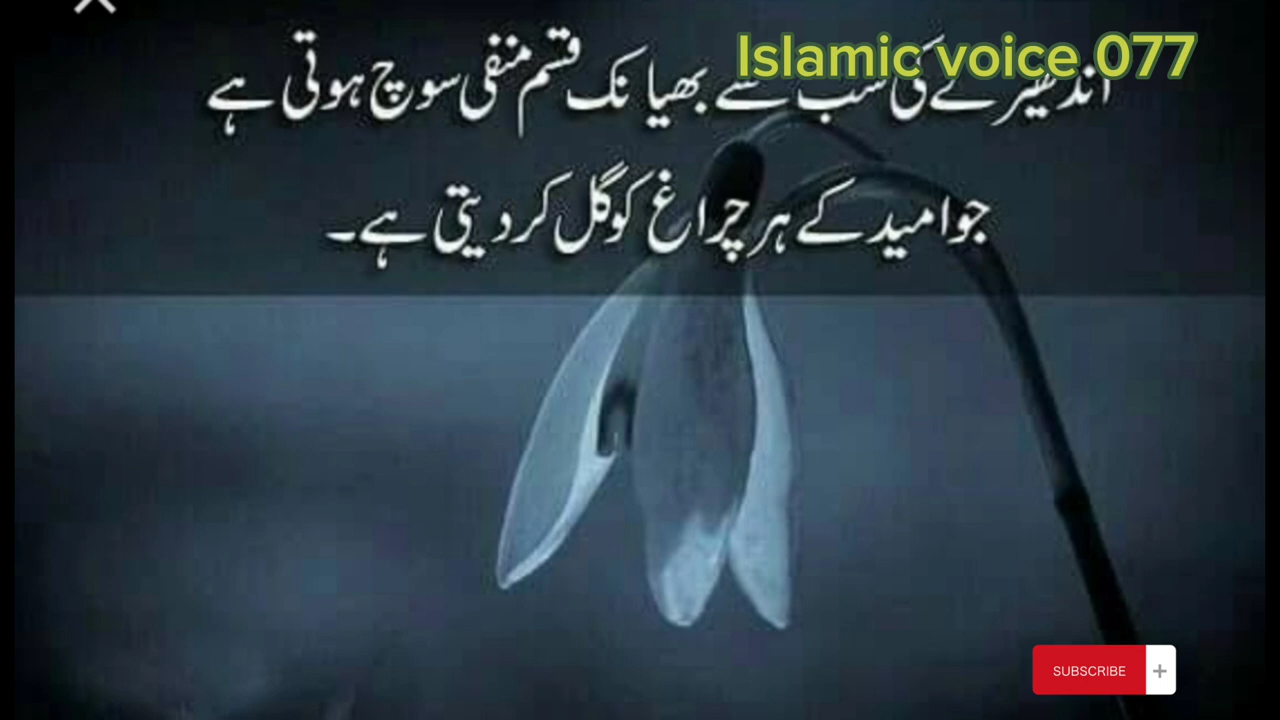 Islamic voice 077
اندھیرے کی سب سے بھیانک قسم منفی سوچ ہوتی ہے
جو امید کے ہر چراغ کو گل کر دیتی ہے۔
SUBSCRIBE